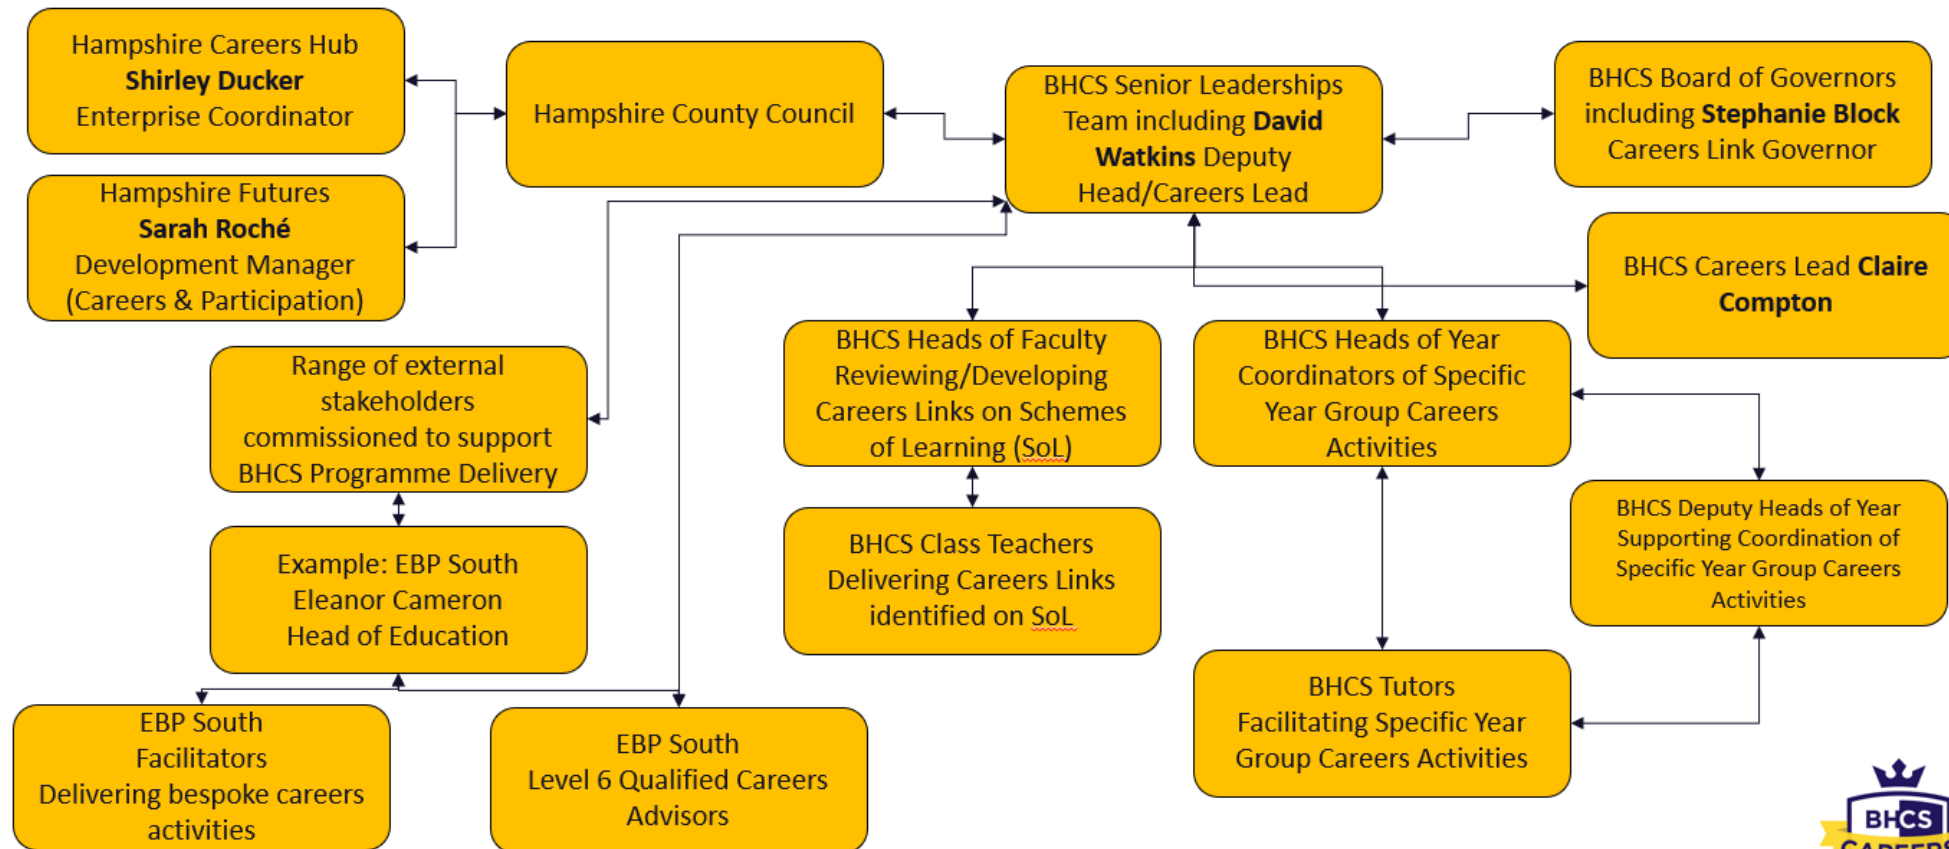 Hampshire Careers Hub
Shirley Ducker
Enterprise Coordinator
Hampshire County Council
BHCS Senior Leaderships
Team including David
Watkins Deputy
Head/Careers Lead
BHCS Board of Governors
including Stephanie Block
Careers Link Governor
Hampshire Futures
Sarah Roché
Development Manager
(Careers & Participation)
BHCS Careers Lead Claire
Compton
Range of external
stakeholders
commissioned to support
BHCS Programme Delivery
BHCS Heads of Faculty
Reviewing/Developing
Careers Links on Schemes
of Learning (SoL)
BHCS Heads of Year
Coordinators of Specific
Year Group Careers
Activities
BHCS Deputy Heads of Year
Supporting Coordination of
Specific Year Group Careers
Activities
Example: EBP South
Eleanor Cameron
Head of Education
BHCS Class Teachers
Delivering Careers Links
identified on SoL
BHCS Tutors
Facilitating Specific Year
Group Careers Activities
EBP South
Facilitators
Delivering bespoke careers
activities
EBP South
Level 6 Qualified Careers
Advisors
BHCS
CAREERS